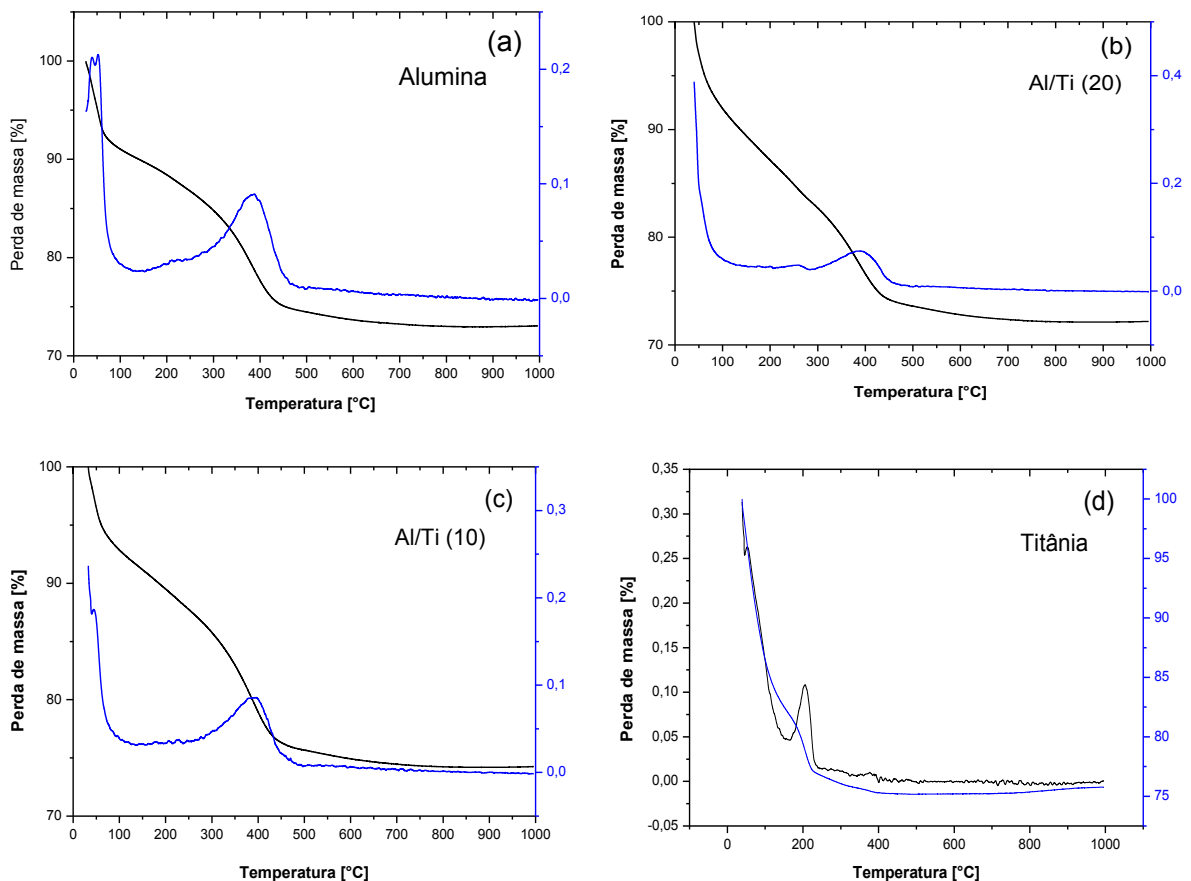 (a)
Alumina
Perda de massa [%]
100
90
80
70
0,2
0,1
0,0
0 100 200 300 400 500 600 700 800 900 1000
Temperatura [°C]
(b)
Al/Ti (20)
Perda de massa [%]
100
90
80
70
0,4
0,2
0,0
0 100 200 300 400 500 600 700 800 900 1000
Temperatura [°C]
(c)
Al/Ti (10)
Perda de massa [%]
100
90
80
70
0,3
0,2
0,1
0,0
0 100 200 300 400 500 600 700 800 900 1000
Temperatura [°C]
(d)
Titânia
Perda de massa [%]
0,35
0,30
0,25
0,20
0,15
0,10
0,05
0,00
-0,05
100
95
90
85
80
75
0 200 400 600 800 1000
Temperatura [°C]